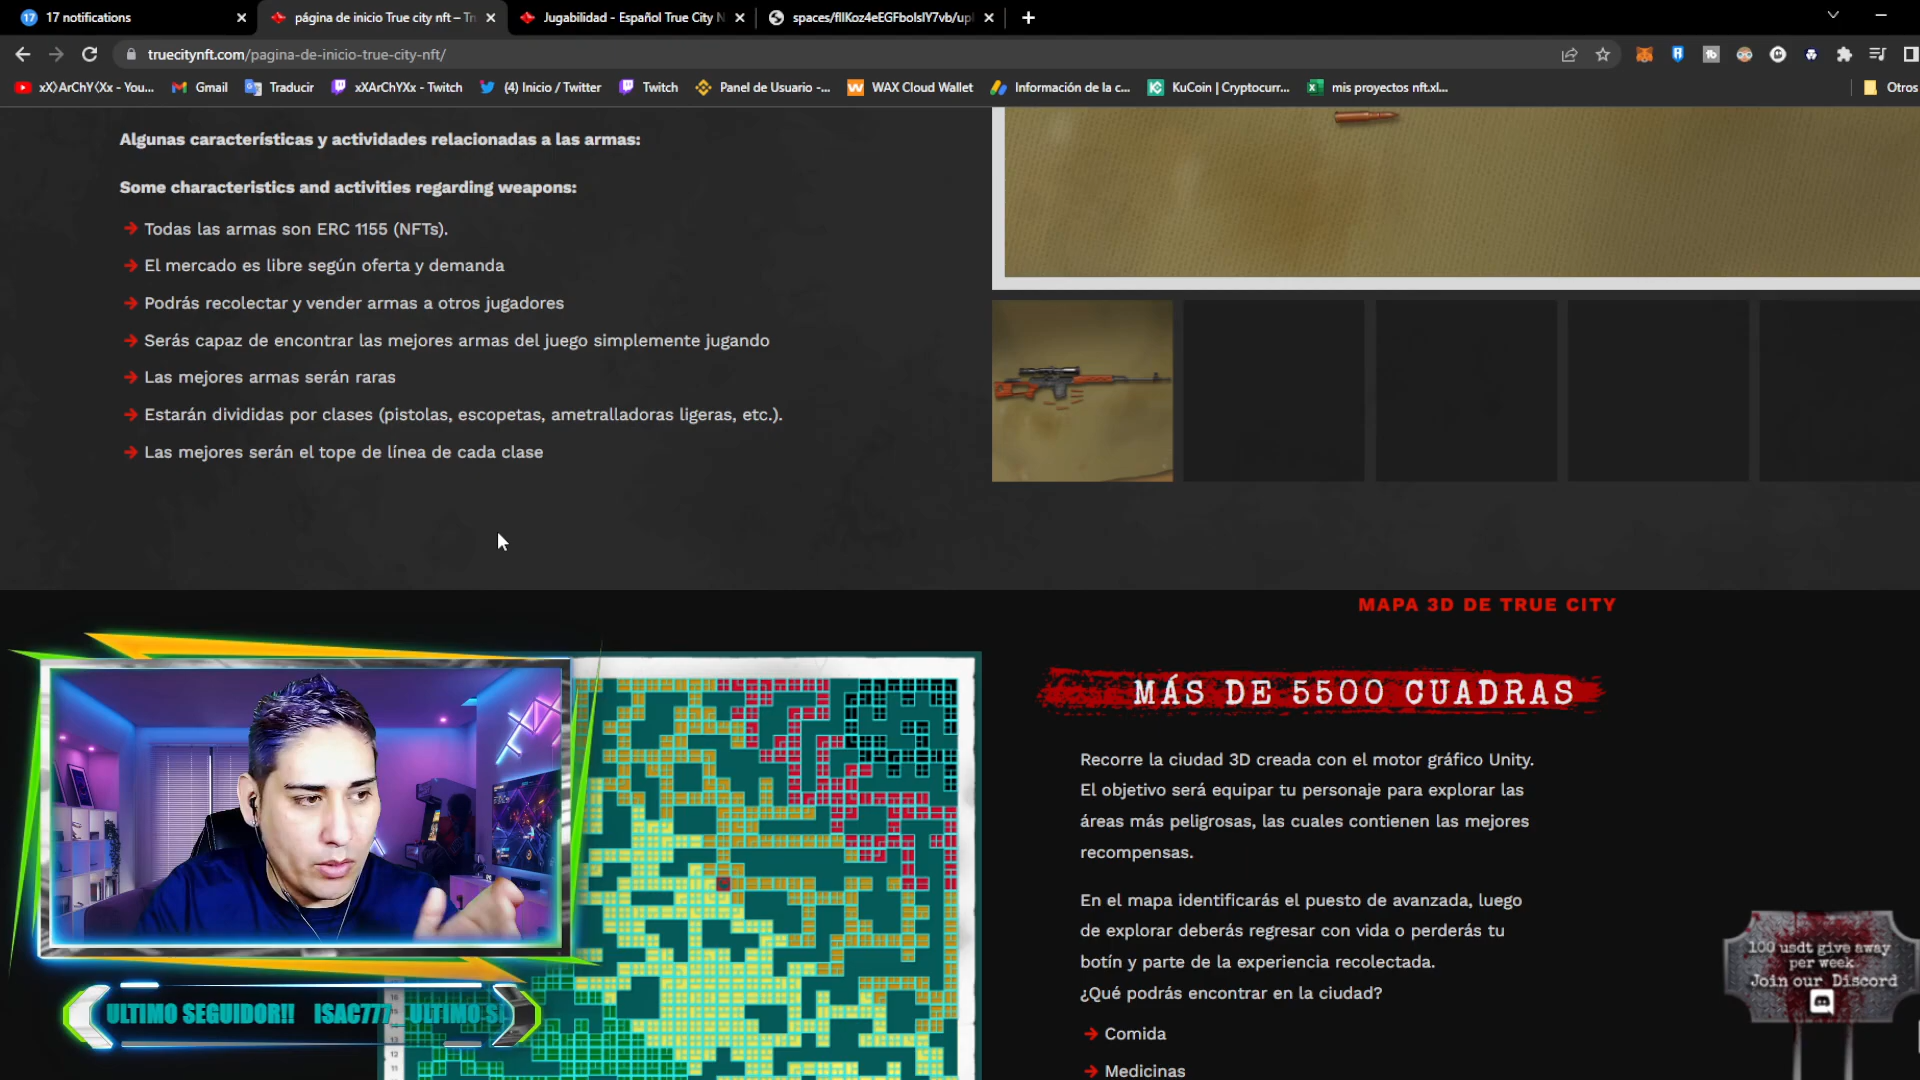 17 notifications
página de inicio True city nft – Tr
Jugabilidad - Español True City N
spaces/fllKoz4eEGFbolslY7vb/upl
truecitynft.com/pagina-de-inicio-true-city-nft/
xX〉ArChY〈Xx - You...
Gmail
Traducir
xXArChYXx - Twitch
(4) Inicio / Twitter
Twitch
Panel de Usuario -...
WAX Cloud Wallet
Información de la c...
KuCoin | Cryptocurr...
mis proyectos nft.xl...
Otros
Algunas características y actividades relacionadas a las armas:
Some characteristics and activities regarding weapons:
Todas las armas son ERC 1155 (NFTs).
El mercado es libre según oferta y demanda
Podrás recolectar y vender armas a otros jugadores
Serás capaz de encontrar las mejores armas del juego simplemente jugando
Las mejores armas serán raras
Estarán divididas por clases (pistolas, escopetas, ametralladoras ligeras, etc.).
Las mejores serán el tope de línea de cada clase
MAPA 3D DE TRUE CITY
MÁS DE 5500 CUADRAS
Recorre la ciudad 3D creada con el motor gráfico Unity.
El objetivo será equipar tu personaje para explorar las
áreas más peligrosas, las cuales contienen las mejores
recompensas.
En el mapa identificarás el puesto de avanzada, luego
de explorar deberás regresar con vida o perderás tu
botín y parte de la experiencia recolectada.
¿Qué podrás encontrar en la ciudad?
Comida
Medicinas
100 usdt give away
per week
Join our Discord
ULTIMO SEGUIDOR!! ISAC777_ ULTIMO S
12
11